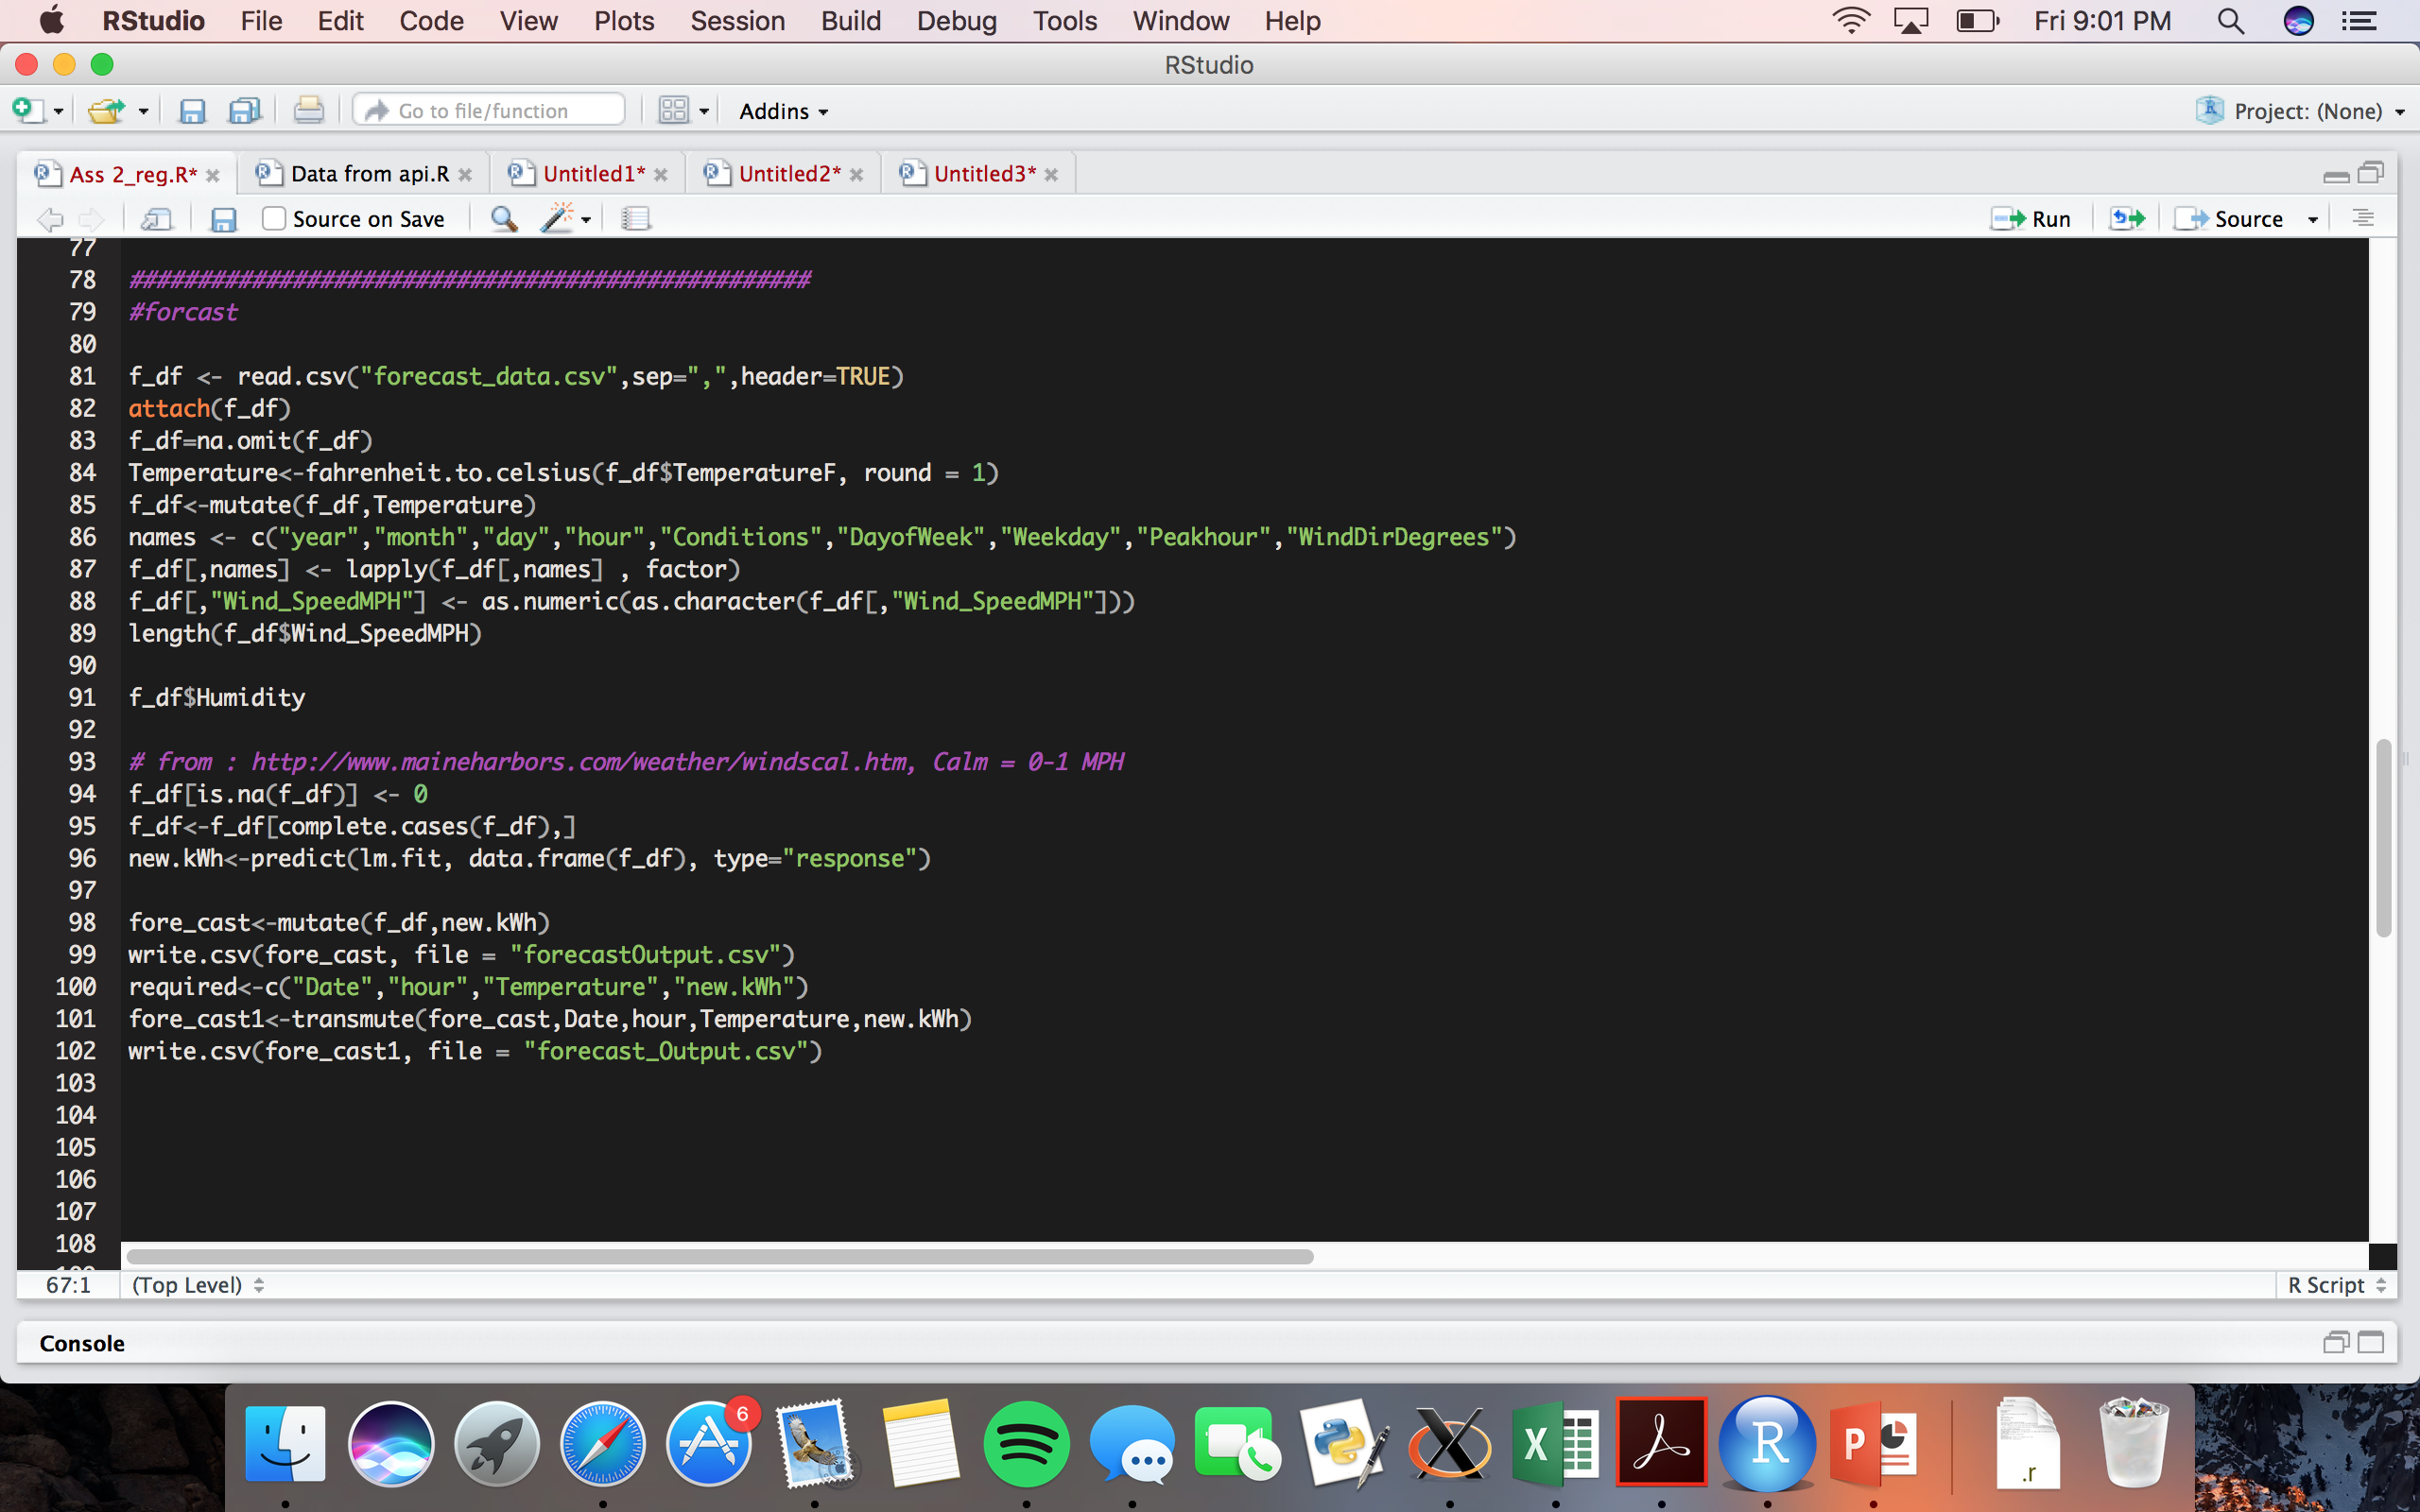 RStudio File Edit Code View Plots Session Build Debug Tools Window Help Fri 9:01 PM
RStudio
Go to file/function Addins Project: (None)
Ass 2_reg.R* Data from api.R Untitled1* Untitled2* Untitled3*
Source on Save Run Source
77
78 ##################################################
79 #forcast
80
81 f_df <- read.csv("forecast_data.csv",sep=",",header=TRUE)
82 attach(f_df)
83 f_df=na.omit(f_df)
84 Temperature<-fahrenheit.to.celsius(f_df$TemperatureF, round = 1)
85 f_df<-mutate(f_df,Temperature)
86 names <- c("year","month","day","hour","Conditions","DayofWeek","Weekday","Peakhour","WindDirDegrees")
87 f_df[,names] <- lapply(f_df[,names] , factor)
88 f_df[,"Wind_SpeedMPH"] <- as.numeric(as.character(f_df[,"Wind_SpeedMPH"]))
89 length(f_df$Wind_SpeedMPH)
90
91 f_df$Humidity
92
93 # from : http://www.maineharbors.com/weather/windscal.htm, Calm = 0-1 MPH
94 f_df[is.na(f_df)] <- 0
95 f_df<-f_df[complete.cases(f_df),]
96 new.kWh<-predict(lm.fit, data.frame(f_df), type="response")
97
98 fore_cast<-mutate(f_df,new.kWh)
99 write.csv(fore_cast, file = "forecastOutput.csv")
100 required<-c("Date","hour","Temperature","new.kWh")
101 fore_cast1<-transmute(fore_cast,Date,hour,Temperature,new.kWh)
102 write.csv(fore_cast1, file = "forecast_Output.csv")
103
104
105
106
107
108
67:1 (Top Level) R Script
Console
6
.r